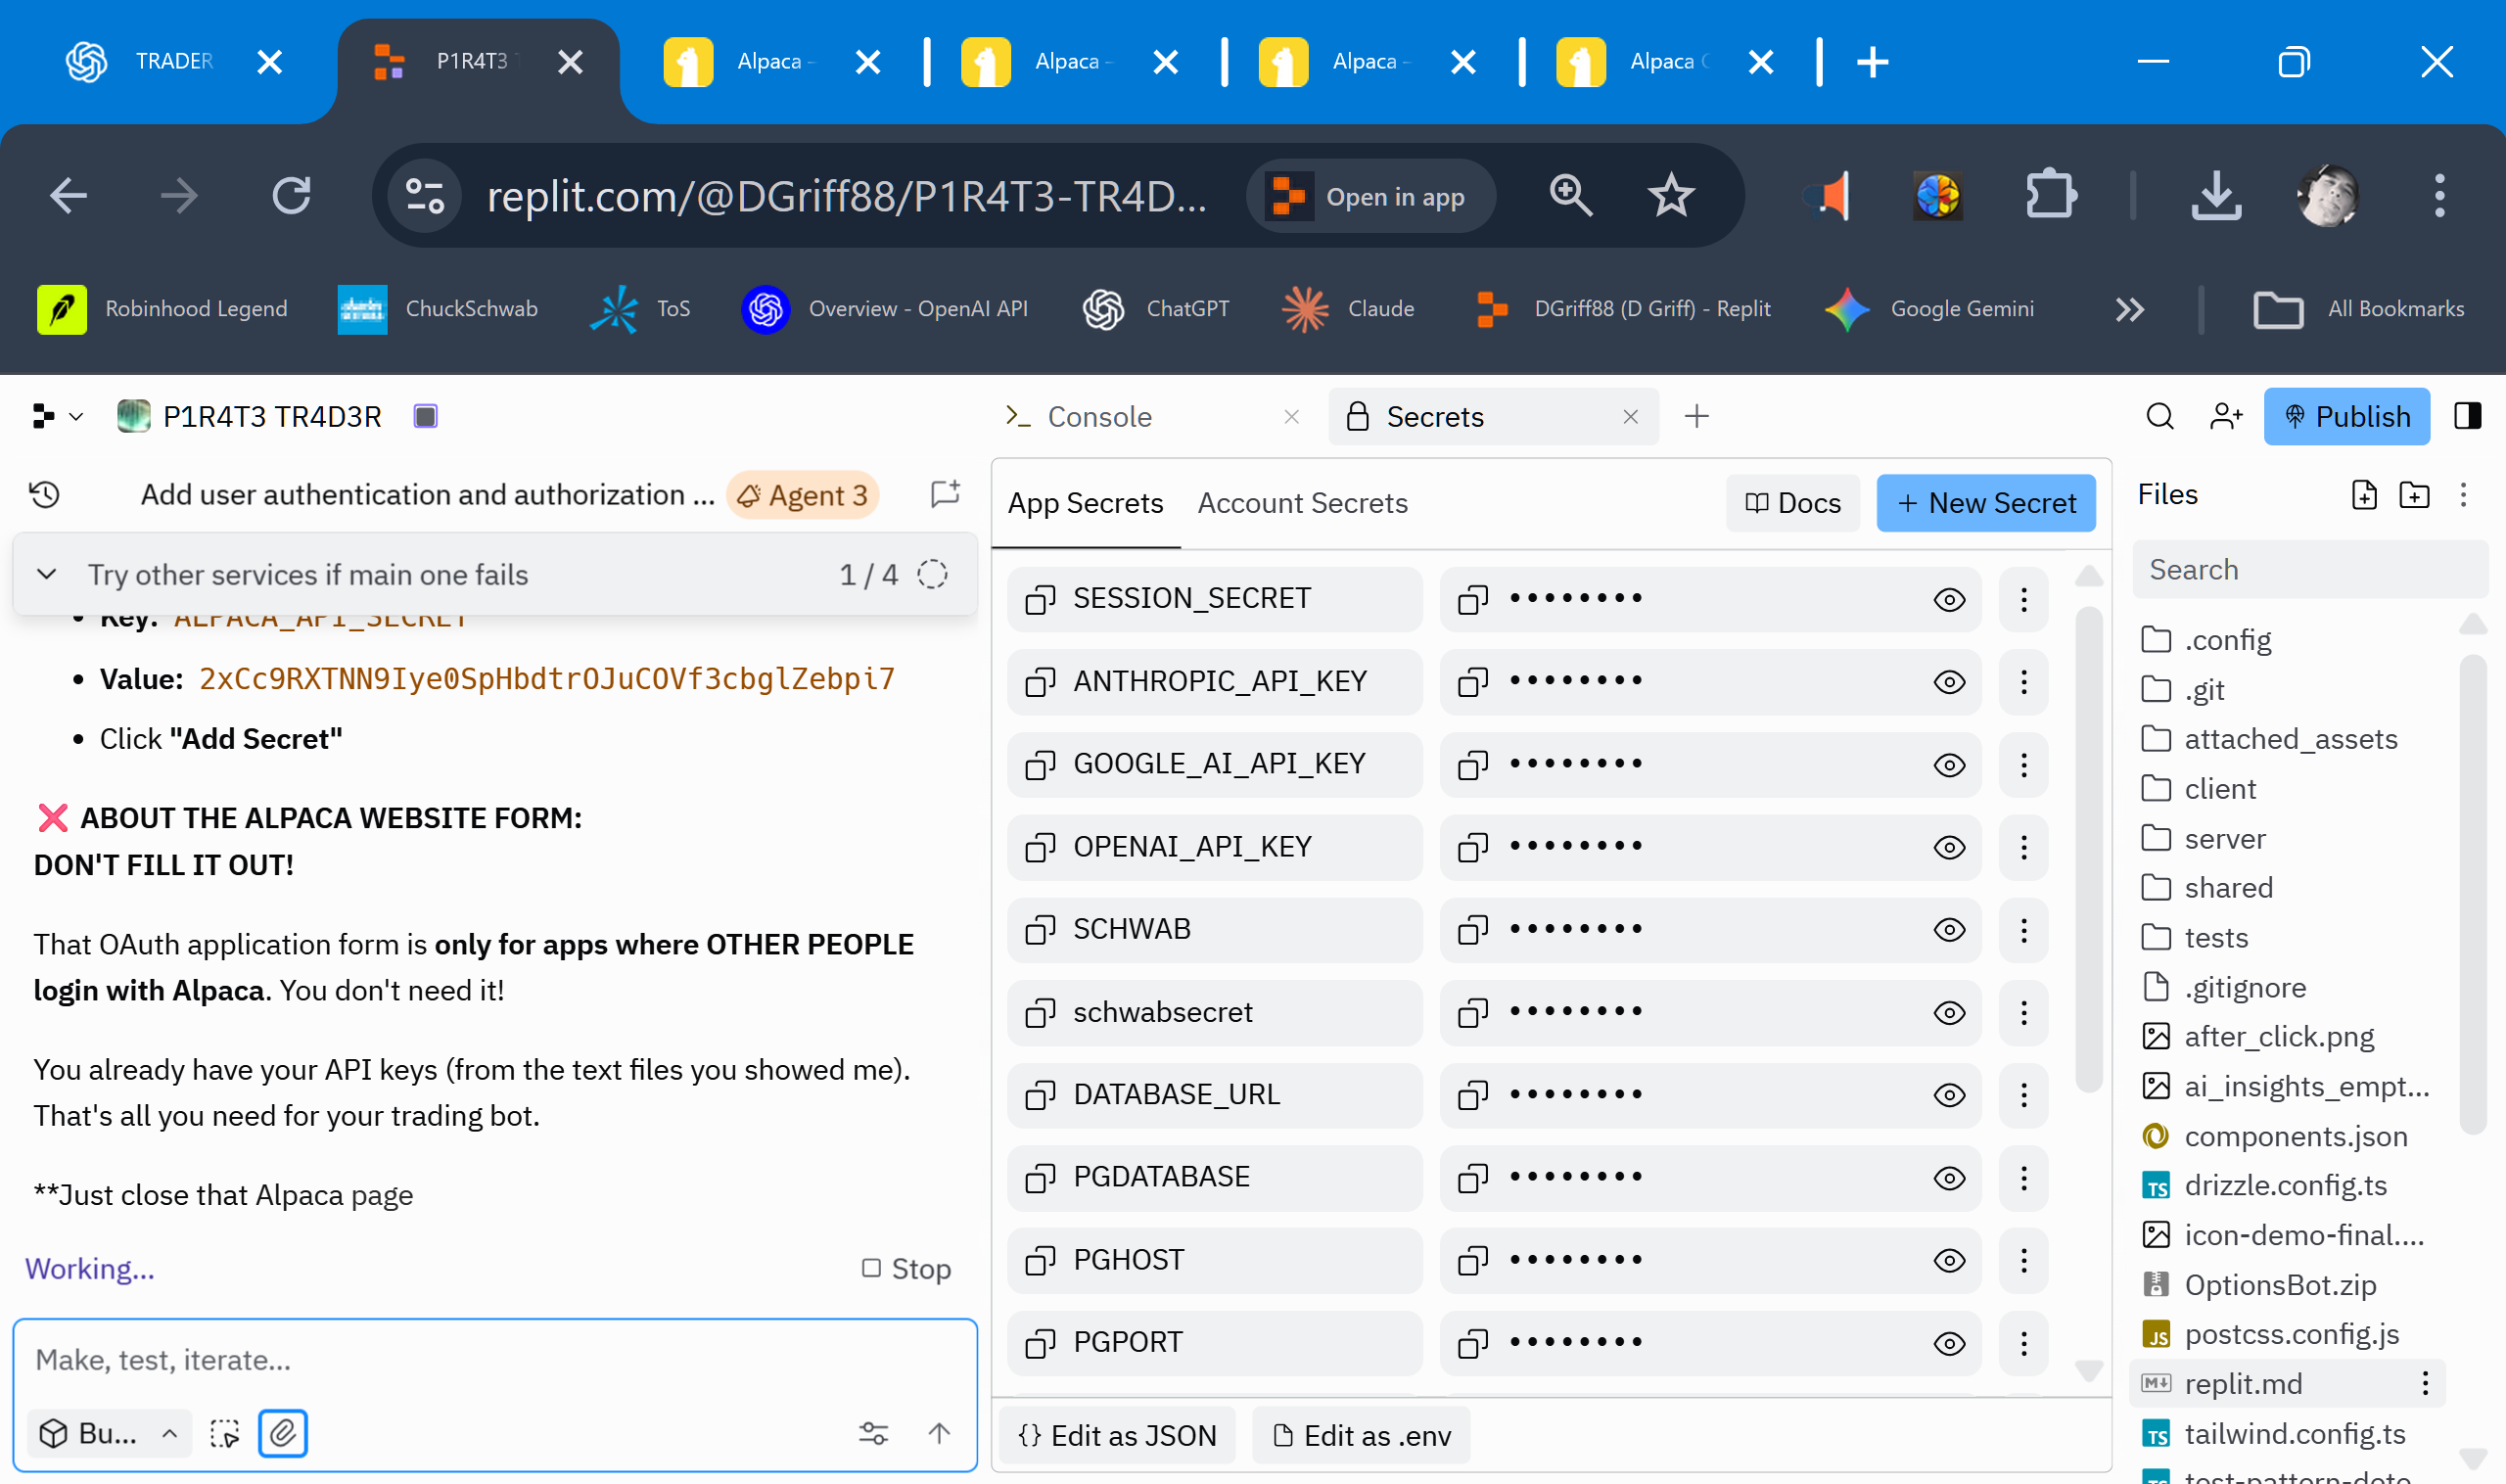 TRADER
P1R4T3
Alpaca -
Alpaca -
Alpaca -
Alpaca
replit.com/@DGriff88/P1R4T3-TR4D...
Open in app
Robinhood Legend
ChuckSchwab
ToS
Overview - OpenAI API
ChatGPT
Claude
DGriff88 (D Griff) - Replit
Google Gemini
All Bookmarks
P1R4T3 TR4D3R
Console
Secrets
Publish
Add user authentication and authorization ...
Agent 3
Try other services if main one fails
1 / 4
Key: ALPACA_API_SECRET
Value: 2xCc9RXTNN9Iye0SpHbdtrOJuCOVf3cbglZebpi7
Click "Add Secret"
❌ ABOUT THE ALPACA WEBSITE FORM:
DON'T FILL IT OUT!
That OAuth application form is only for apps where OTHER PEOPLE
login with Alpaca. You don't need it!
You already have your API keys (from the text files you showed me).
That's all you need for your trading bot.
**Just close that Alpaca page
Working...
Stop
Make, test, iterate...
Bu...
App Secrets
Account Secrets
Docs
+ New Secret
SESSION_SECRET
ANTHROPIC_API_KEY
GOOGLE_AI_API_KEY
OPENAI_API_KEY
SCHWAB
schwabsecret
DATABASE_URL
PGDATABASE
PGHOST
PGPORT
{} Edit as JSON
Edit as .env
Files
Search
.config
.git
attached_assets
client
server
shared
tests
.gitignore
after_click.png
ai_insights_empt...
components.json
TS drizzle.config.ts
icon-demo-final....
OptionsBot.zip
JS postcss.config.js
replit.md
TS tailwind.config.ts